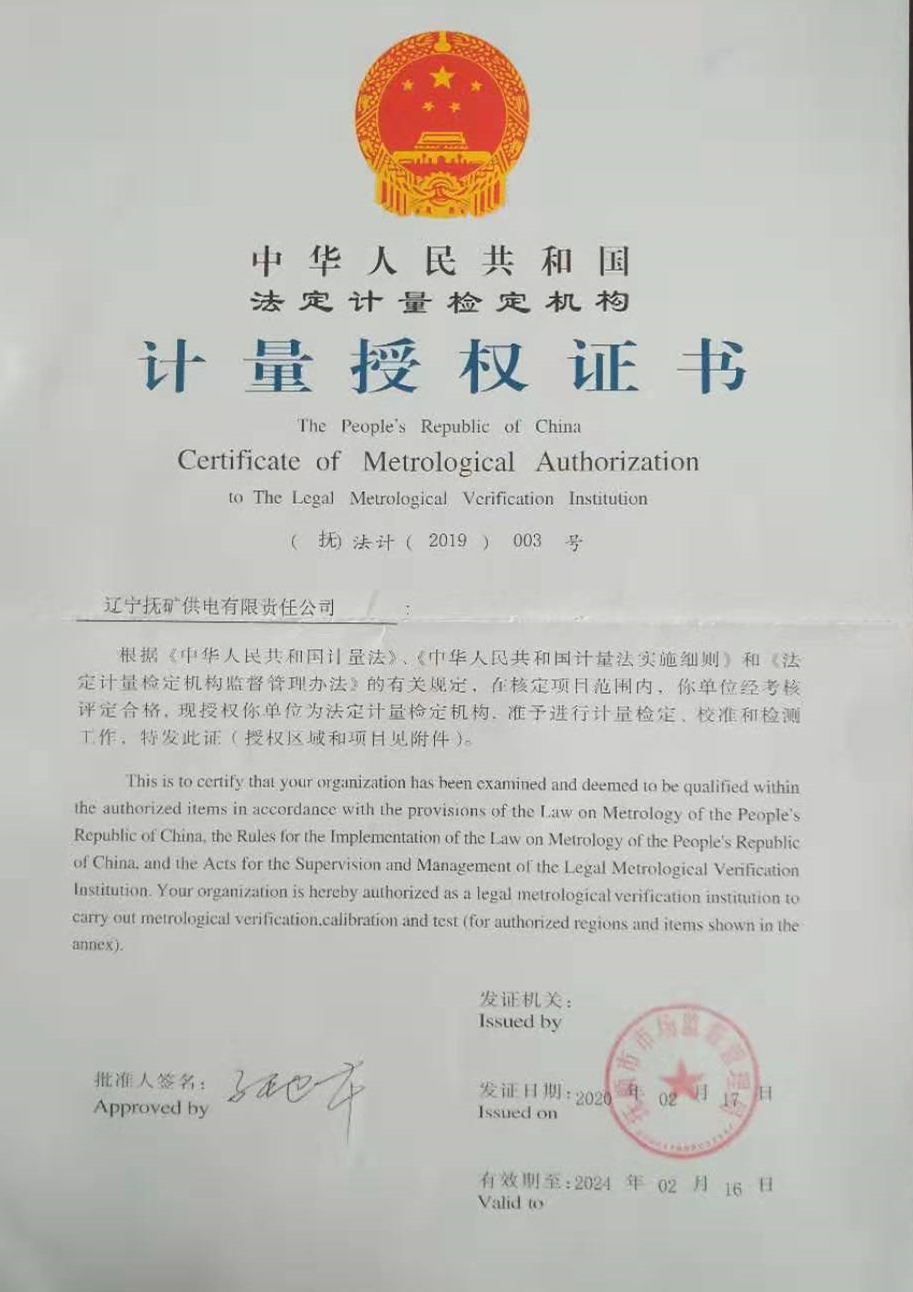 中华人民共和国
法定计量检定机构
计量授权证书
The People's Republic of China
Certificate of Metrological Authorization
to The Legal Metrological Verification Institution
（ 抚）法计（ 2019 ） 003 号
辽宁抚矿供电有限责任公司 :
根据《中华人民共和国计量法》、《中华人民共和国计量法实施细则》和《法
定计量检定机构监督管理办法》的有关规定，在核定项目范围内，你单位经考核
评定合格，现授权你单位为法定计量检定机构，准予进行计量检定、校准和检测
工作，特发此证（授权区域和项目见附件）。
This is to certify that your organization has been examined and deemed to be qualified within
the authorized items in accordance with the provisions of the Law on Metrology of the People's
Republic of China, the Rules for the Implementation of the Law on Metrology of the People's Republic
of China, and the Acts for the Supervision and Management of the Legal Metrological Verification
Institution. Your organization is hereby authorized as a legal metrological verification institution to
carry out metrological verification,calibration and test (for authorized regions and items shown in the
annex).
发证机关：
Issued by
抚顺市市场监督管理局
批准人签名：
Approved by
发证日期：2020 年 02 月 17 日
Issued on
有效期至：2024 年 02 月 16 日
Valid to